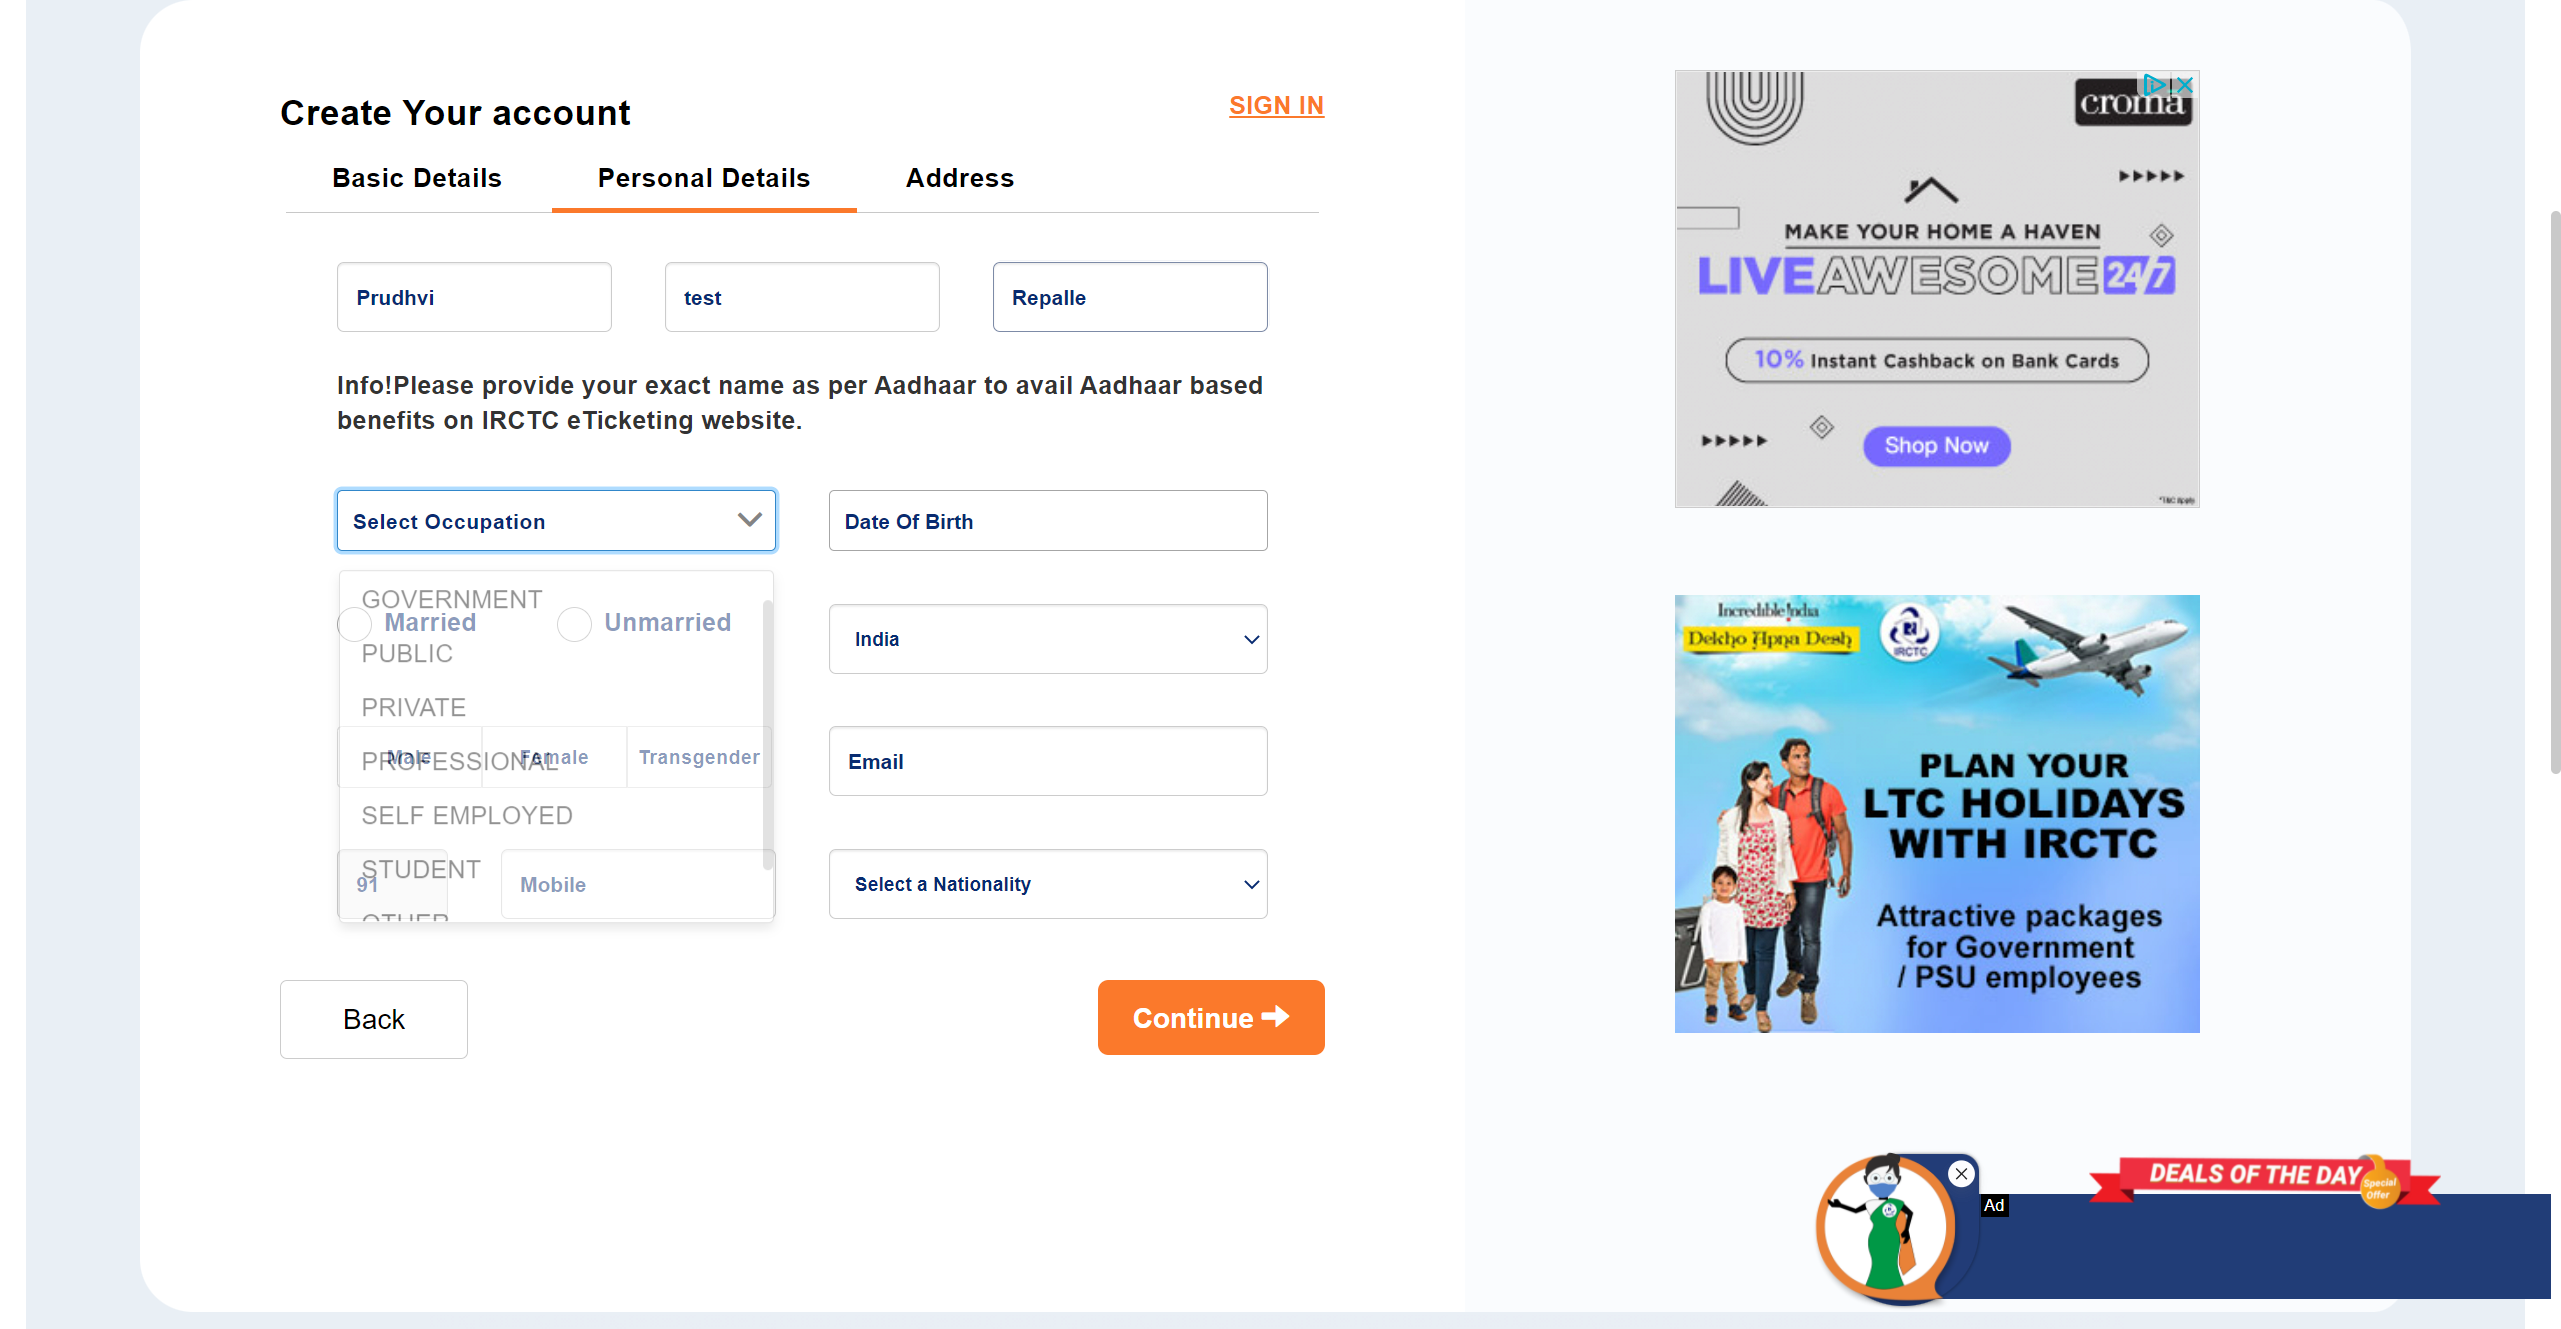 Create Your account
SIGN IN
Basic Details
Personal Details
Address
Prudhvi
test
Repalle
Info!Please provide your exact name as per Aadhaar to avail Aadhaar based
benefits on IRCTC eTicketing website.
Select Occupation
Date Of Birth
GOVERNMENT
Married
Unmarried
India
PUBLIC
PRIVATE
Male
Female
Transgender
PROFESSIONAL
Email
SELF EMPLOYED
STUDENT
91
Mobile
Select a Nationality
OTHER
Back
Continue
croma
MAKE YOUR HOME A HAVEN
LIVE AWESOME 24/7
10% Instant Cashback on Bank Cards
Shop Now
*T&C Apply
Incredible !ndia
Dekho Apna Desh
IRCTC
PLAN YOUR
LTC HOLIDAYS
WITH IRCTC
Attractive packages
for Government
/ PSU employees
DEALS OF THE DAY
Special
Offer
Ad